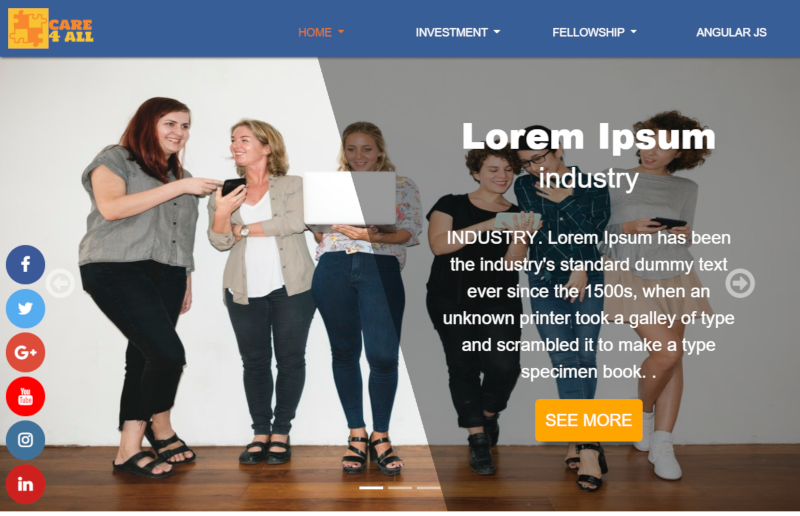 CARE
4 ALL
HOME
INVESTMENT
FELLOWSHIP
ANGULAR JS
Lorem Ipsum
industry
INDUSTRY. Lorem Ipsum has been
the industry's standard dummy text
ever since the 1500s, when an
unknown printer took a galley of type
and scrambled it to make a type
specimen book. .
SEE MORE
f
G+
You
Tube
in